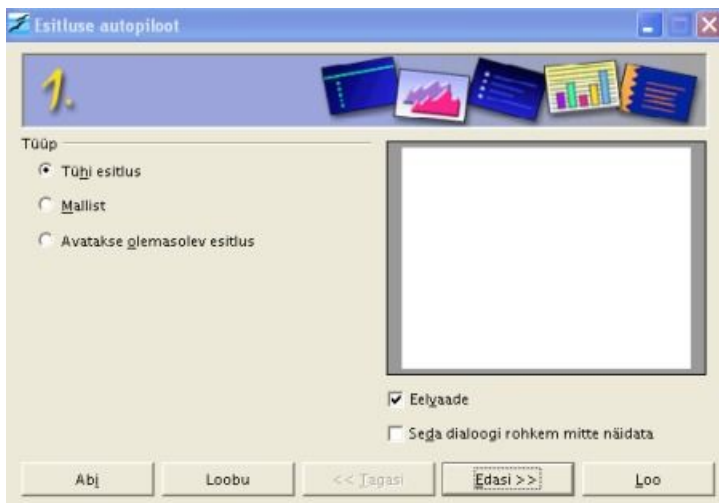 Esitluse autopiloot
1.
Tüüp
Tühi esitlus
Mallist
Avatakse olemasolev esitlus
Eelvaade
Seda dialoogi rohkem mitte näidata
Abi
Loobu
<< Tagasi
Edasi >>
Loo